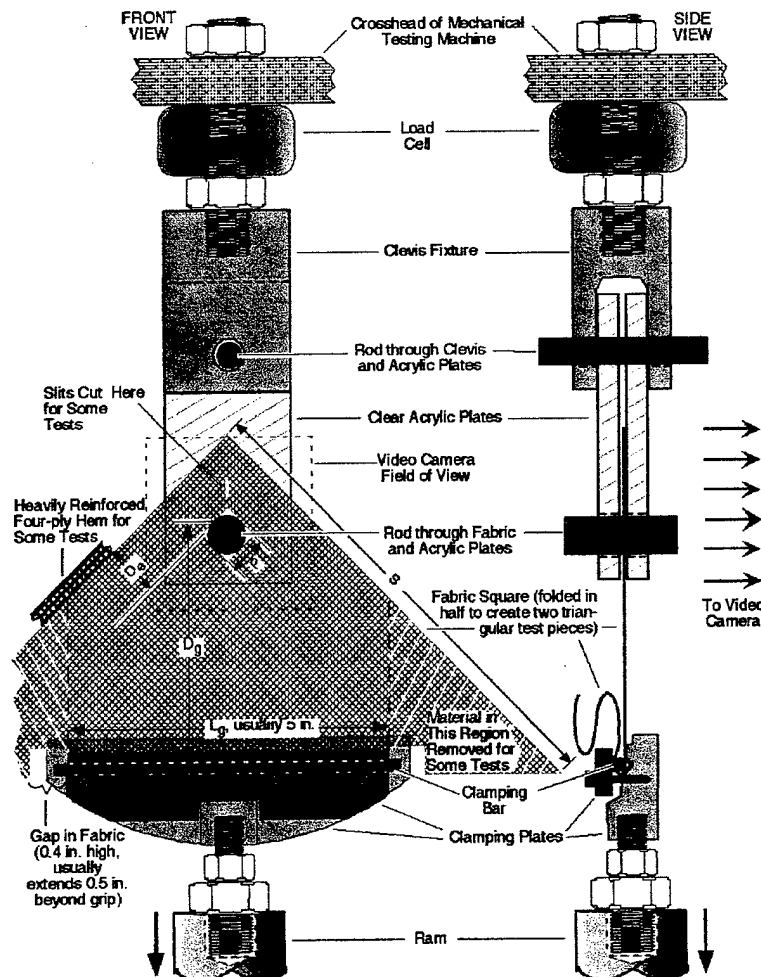 FRONT
VIEW
Crosshead of Mechanical
Testing Machine
SIDE
VIEW
Load
Cell
Clevis Fixture
Rod through Clevis
and Acrylic Plates
Slits Cut Here
for Some
Tests
Clear Acrylic Plates
Video Camera
Field of View
Heavily Reinforced,
Four-ply Hem for
Some Tests
Rod through Fabric
and Acrylic Plates
De
S
Fabric Square (folded in
half to create two trian-
gular test pieces)
To Video
Camera
Dg
Lg, usually 5 in.
Material in
This Region
Removed for
Some Tests
Clamping
Bar
Clamping Plates
Gap in Fabric
(0.4 in. high,
usually
extends 0.5 in.
beyond grip)
Ram